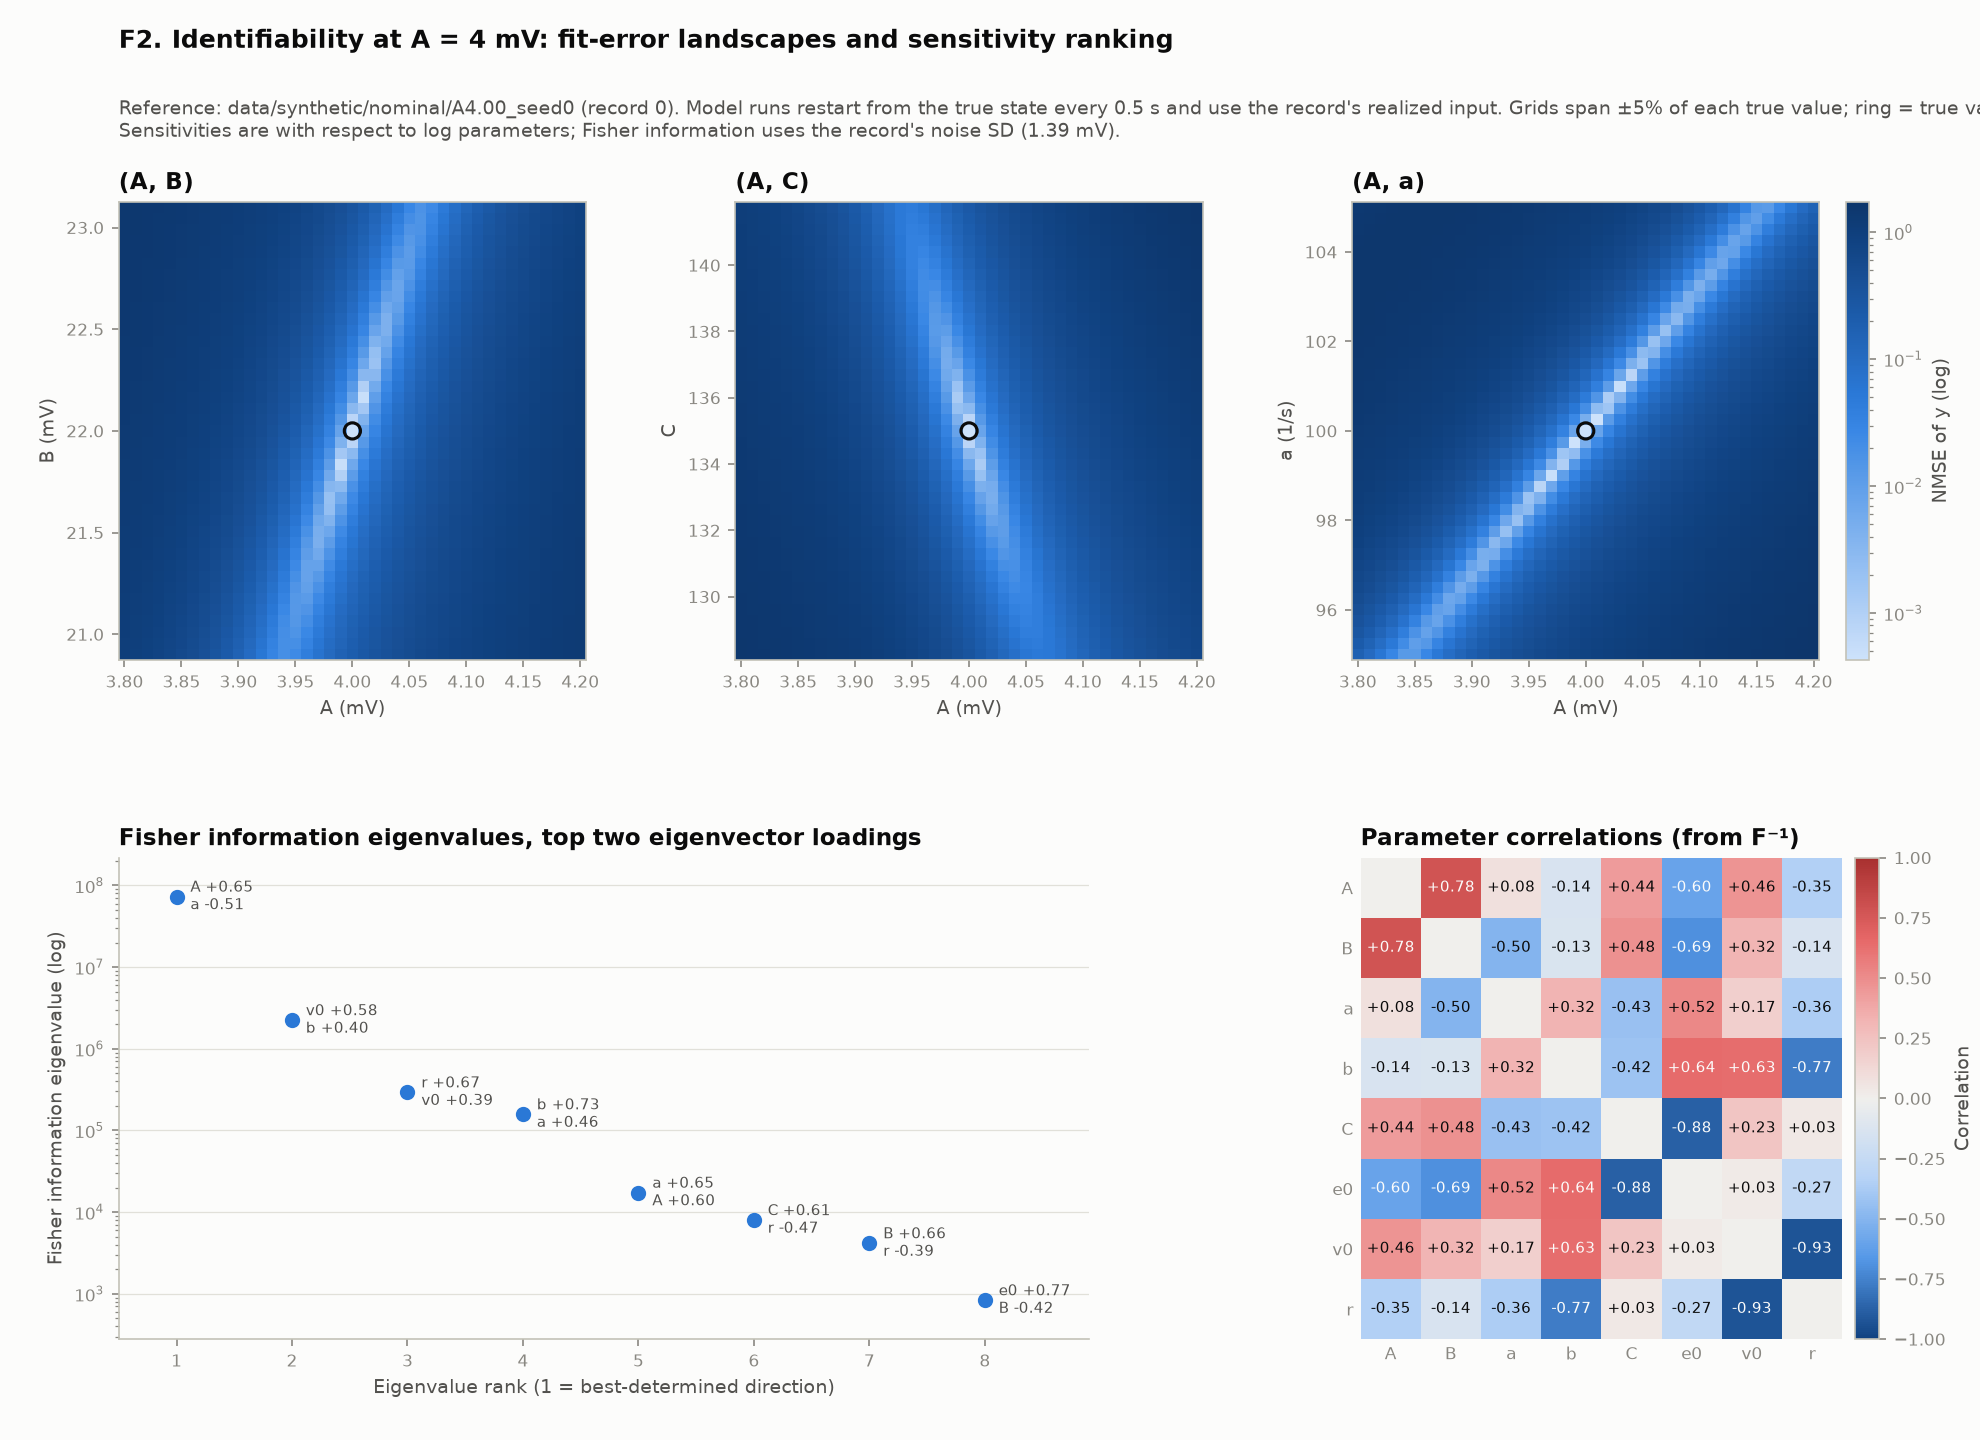 F2. Identifiability at A = 4 mV: fit-error landscapes and sensitivity ranking
Reference: data/synthetic/nominal/A4.00_seed0 (record 0). Model runs restart from the true state every 0.5 s and use the record's realized input. Grids span ±5% of each true value; ring = true va
Sensitivities are with respect to log parameters; Fisher information uses the record's noise SD (1.39 mV).
(A, B)
23.0
22.5
22.0
21.5
21.0
B (mV)
3.80 3.85 3.90 3.95 4.00 4.05 4.10 4.15 4.20
A (mV)
(A, C)
140
138
136
134
132
130
C
3.80 3.85 3.90 3.95 4.00 4.05 4.10 4.15 4.20
A (mV)
(A, a)
104
102
100
98
96
a (1/s)
3.80 3.85 3.90 3.95 4.00 4.05 4.10 4.15 4.20
A (mV)
10⁰
10⁻¹
10⁻²
10⁻³
NMSE of y (log)
Fisher information eigenvalues, top two eigenvector loadings
10⁸
10⁷
10⁶
10⁵
10⁴
10³
Fisher information eigenvalue (log)
A +0.65
a -0.51
v0 +0.58
b +0.40
r +0.67
v0 +0.39
b +0.73
a +0.46
a +0.65
A +0.60
C +0.61
r -0.47
B +0.66
r -0.39
e0 +0.77
B -0.42
1 2 3 4 5 6 7 8
Eigenvalue rank (1 = best-determined direction)
Parameter correlations (from F⁻¹)
A +0.78 +0.08 -0.14 +0.44 -0.60 +0.46 -0.35
B +0.78 -0.50 -0.13 +0.48 -0.69 +0.32 -0.14
a +0.08 -0.50 +0.32 -0.43 +0.52 +0.17 -0.36
b -0.14 -0.13 +0.32 -0.42 +0.64 +0.63 -0.77
C +0.44 +0.48 -0.43 -0.42 -0.88 +0.23 +0.03
e0 -0.60 -0.69 +0.52 +0.64 -0.88 +0.03 -0.27
v0 +0.46 +0.32 +0.17 +0.63 +0.23 +0.03 -0.93
r -0.35 -0.14 -0.36 -0.77 +0.03 -0.27 -0.93
A B a b C e0 v0 r
1.00
0.75
0.50
0.25
0.00
−0.25
−0.50
−0.75
−1.00
Correlation